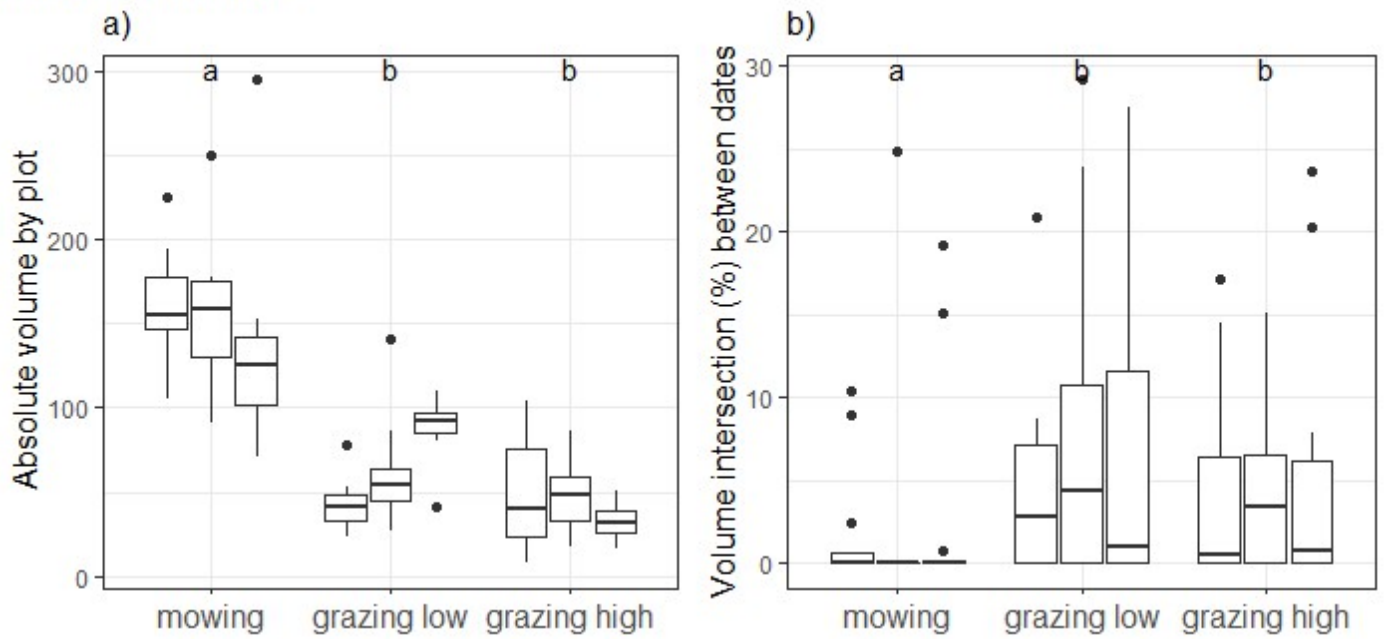 a)
Absolute volume by plot
300
200
100
0
a
b
b
mowing
grazing low
grazing high
b)
Volume intersection (%) between dates
30
20
10
0
a
b
b
mowing
grazing low
grazing high